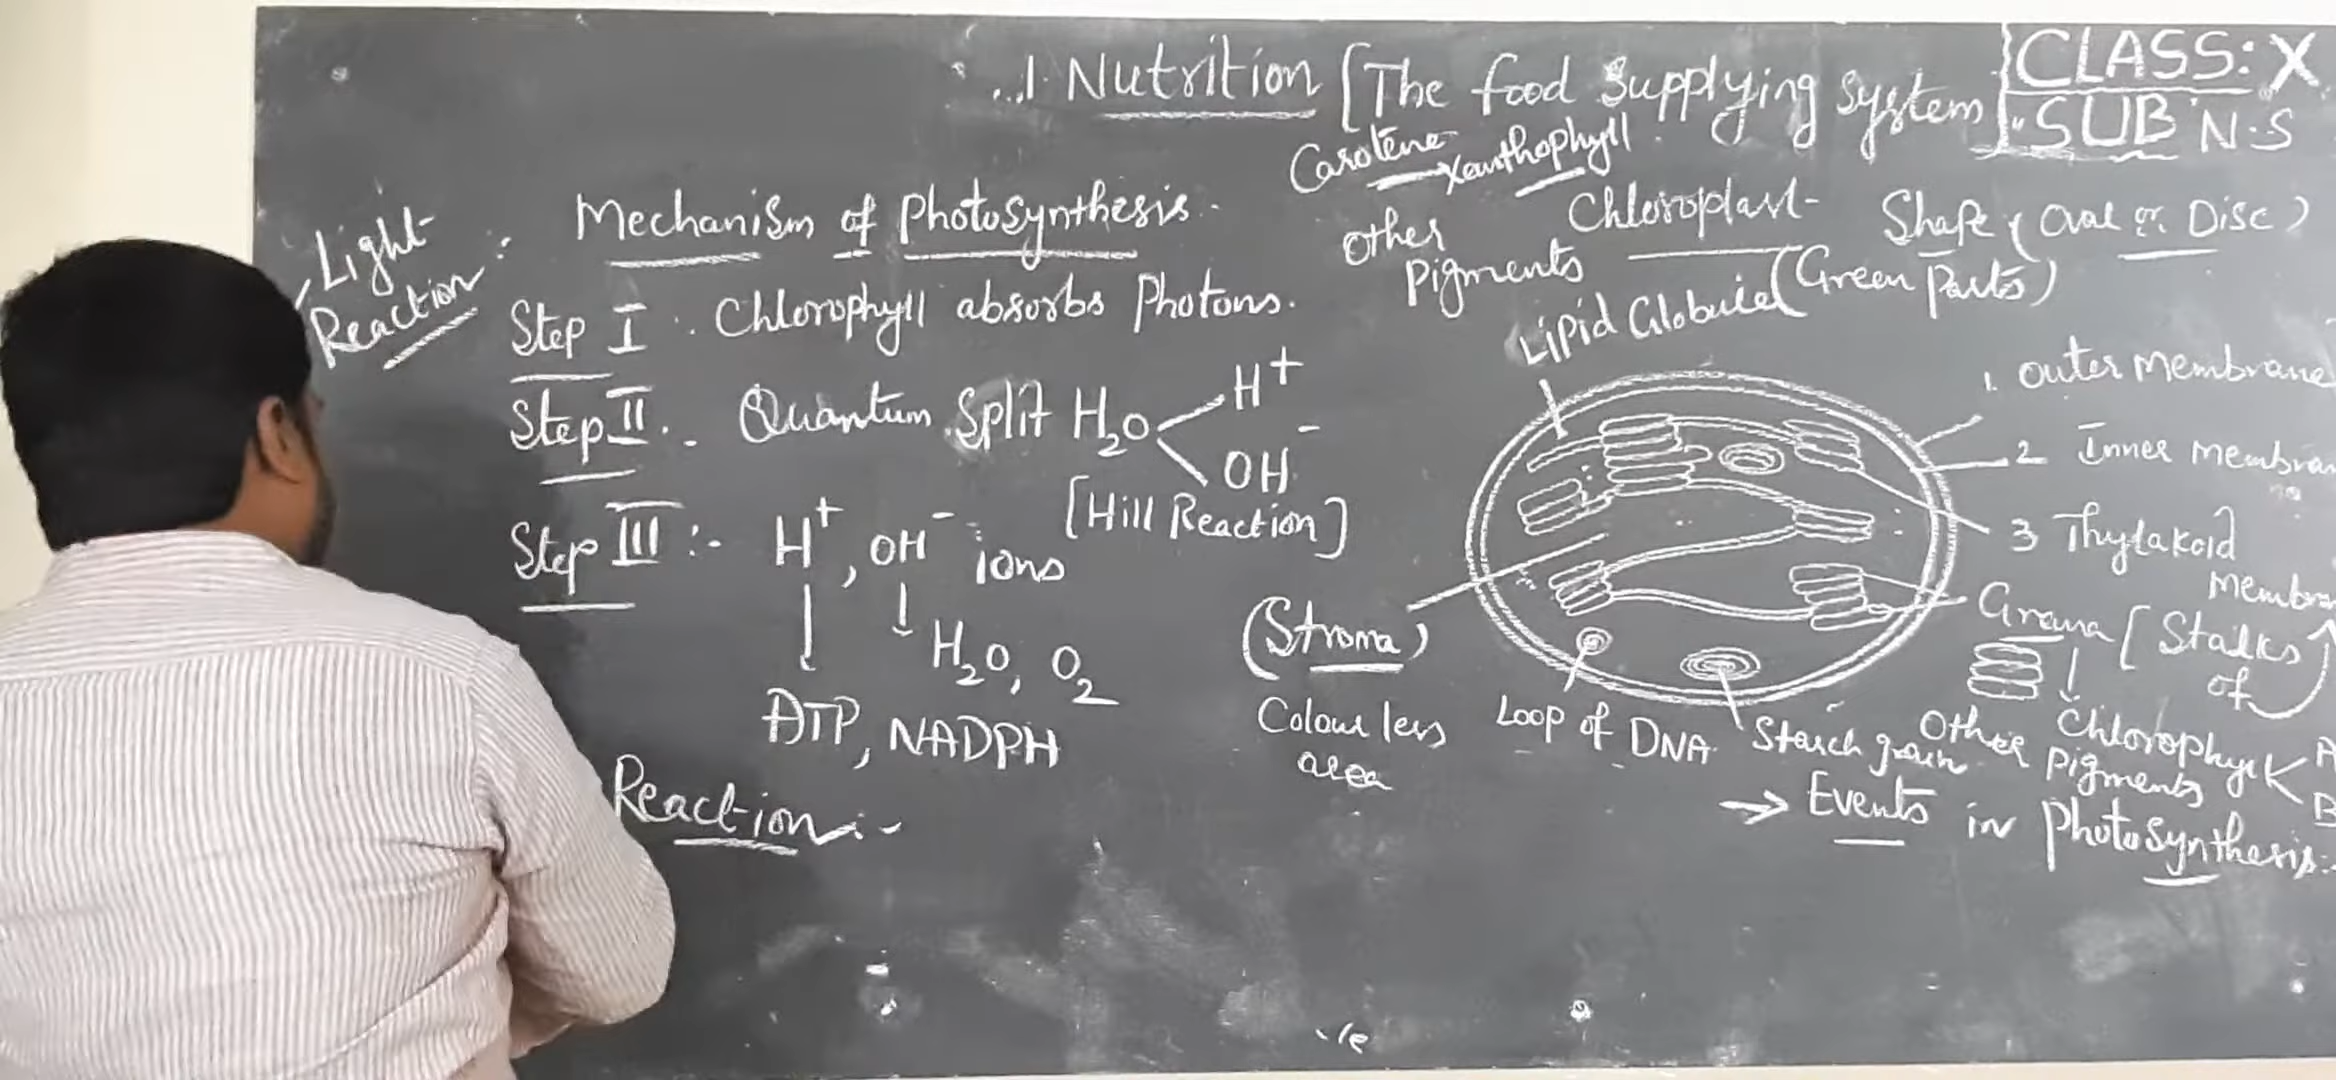 1. Nutrition [The food Supplying System]
CLASS: X
SUB : N.S
Light
Reaction :
Mechanism of Photosynthesis.
Step I :. Chlorophyll absorbs Photons.
Step II :. Quantum Split H2O H+
OH-
[Hill Reaction]
Step III :- H+, OH- ions
H2O, O2
ATP, NADPH
Reaction :-
Carotene
Xanthophyll
Other
Pigments
Chloroplast-
Shape (Oval or Disc)
(Green Parts)
Lipid Globule
1. Outer Membrane
2 Inner membran
3 Thylakoid
Membran
Grana [Stalks
of
Chlorophyll A
B
Other
Pigments
(Stroma)
Colour less
area
Loop of DNA
Starch grain
→ Events in Photosynthesis:-